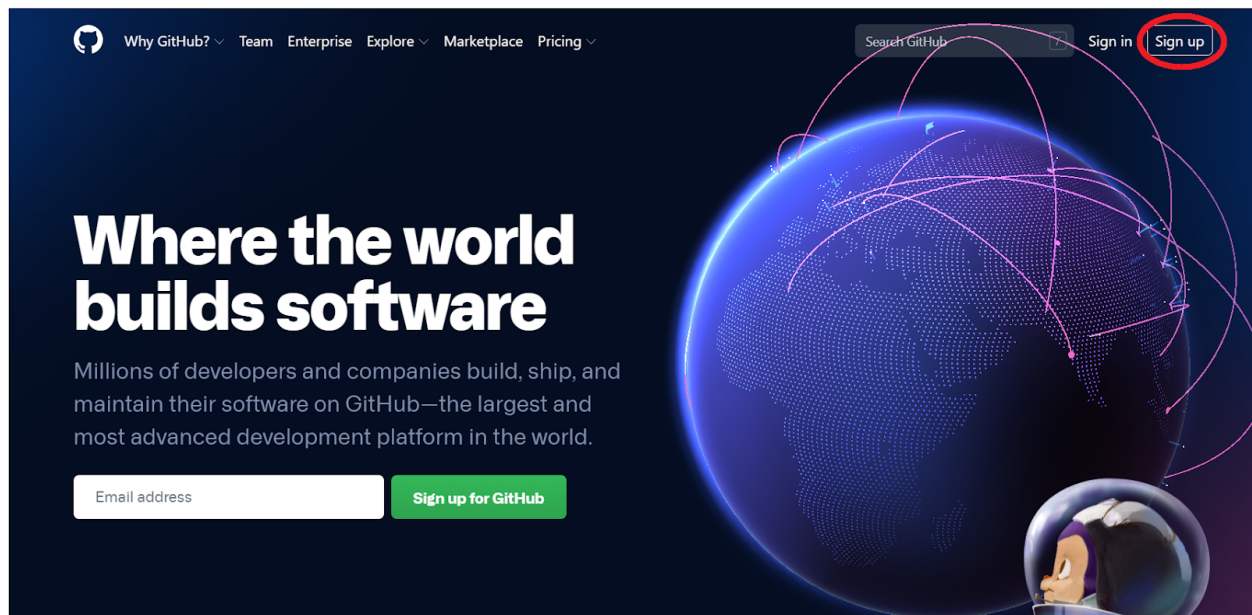 Why GitHub? Team Enterprise Explore Marketplace Pricing Search GitHub / Sign in Sign up
Where the world
builds software
Millions of developers and companies build, ship, and
maintain their software on GitHub—the largest and
most advanced development platform in the world.
Email address Sign up for GitHub